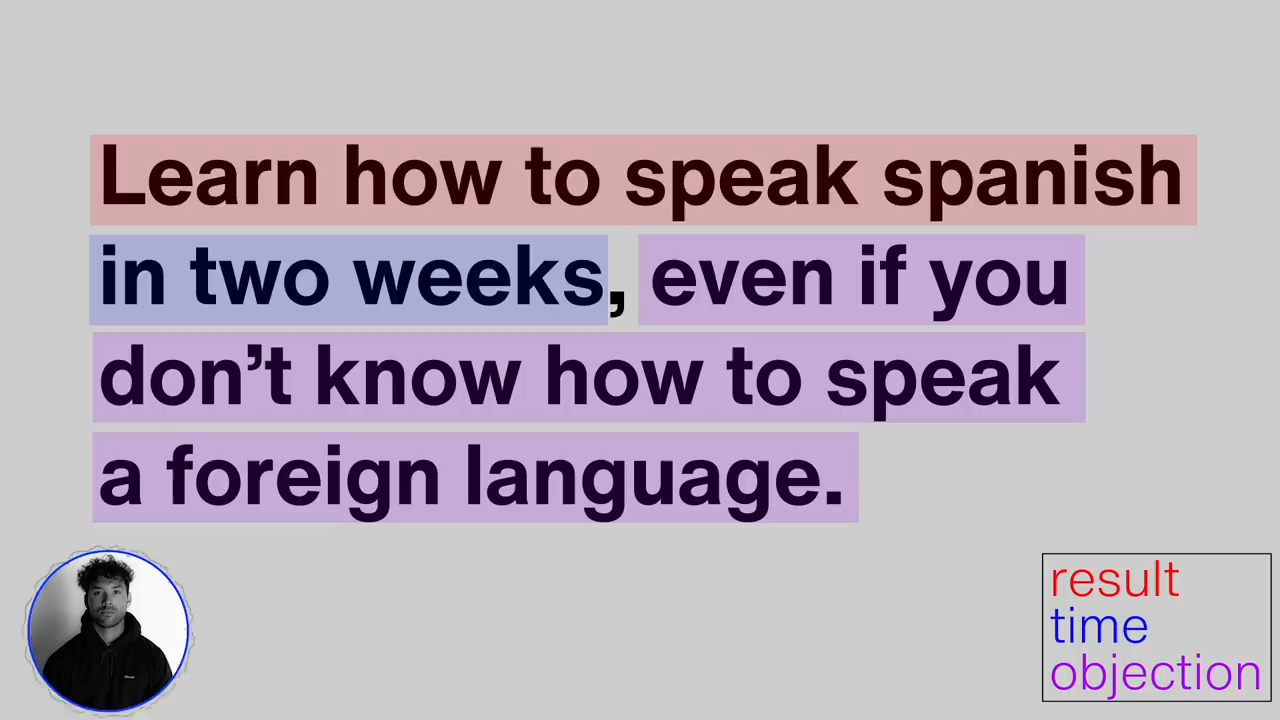 Learn how to speak spanish
in two weeks, even if you
don’t know how to speak
a foreign language.
result
time
objection